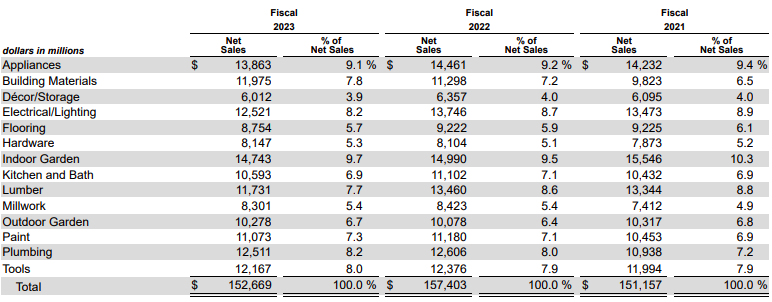 Fiscal Fiscal Fiscal
2023 2022 2021
Net % of Net % of Net % of
dollars in millions Sales Net Sales Sales Net Sales Sales Net Sales
Appliances $ 13,863 9.1 % $ 14,461 9.2 % $ 14,232 9.4 %
Building Materials 11,975 7.8 11,298 7.2 9,823 6.5
Décor/Storage 6,012 3.9 6,357 4.0 6,095 4.0
Electrical/Lighting 12,521 8.2 13,746 8.7 13,473 8.9
Flooring 8,754 5.7 9,222 5.9 9,225 6.1
Hardware 8,147 5.3 8,104 5.1 7,873 5.2
Indoor Garden 14,743 9.7 14,990 9.5 15,546 10.3
Kitchen and Bath 10,593 6.9 11,102 7.1 10,432 6.9
Lumber 11,731 7.7 13,460 8.6 13,344 8.8
Millwork 8,301 5.4 8,423 5.4 7,412 4.9
Outdoor Garden 10,278 6.7 10,078 6.4 10,317 6.8
Paint 11,073 7.3 11,180 7.1 10,453 6.9
Plumbing 12,511 8.2 12,606 8.0 10,938 7.2
Tools 12,167 8.0 12,376 7.9 11,994 7.9
Total $ 152,669 100.0 % $ 157,403 100.0 % $ 151,157 100.0 %